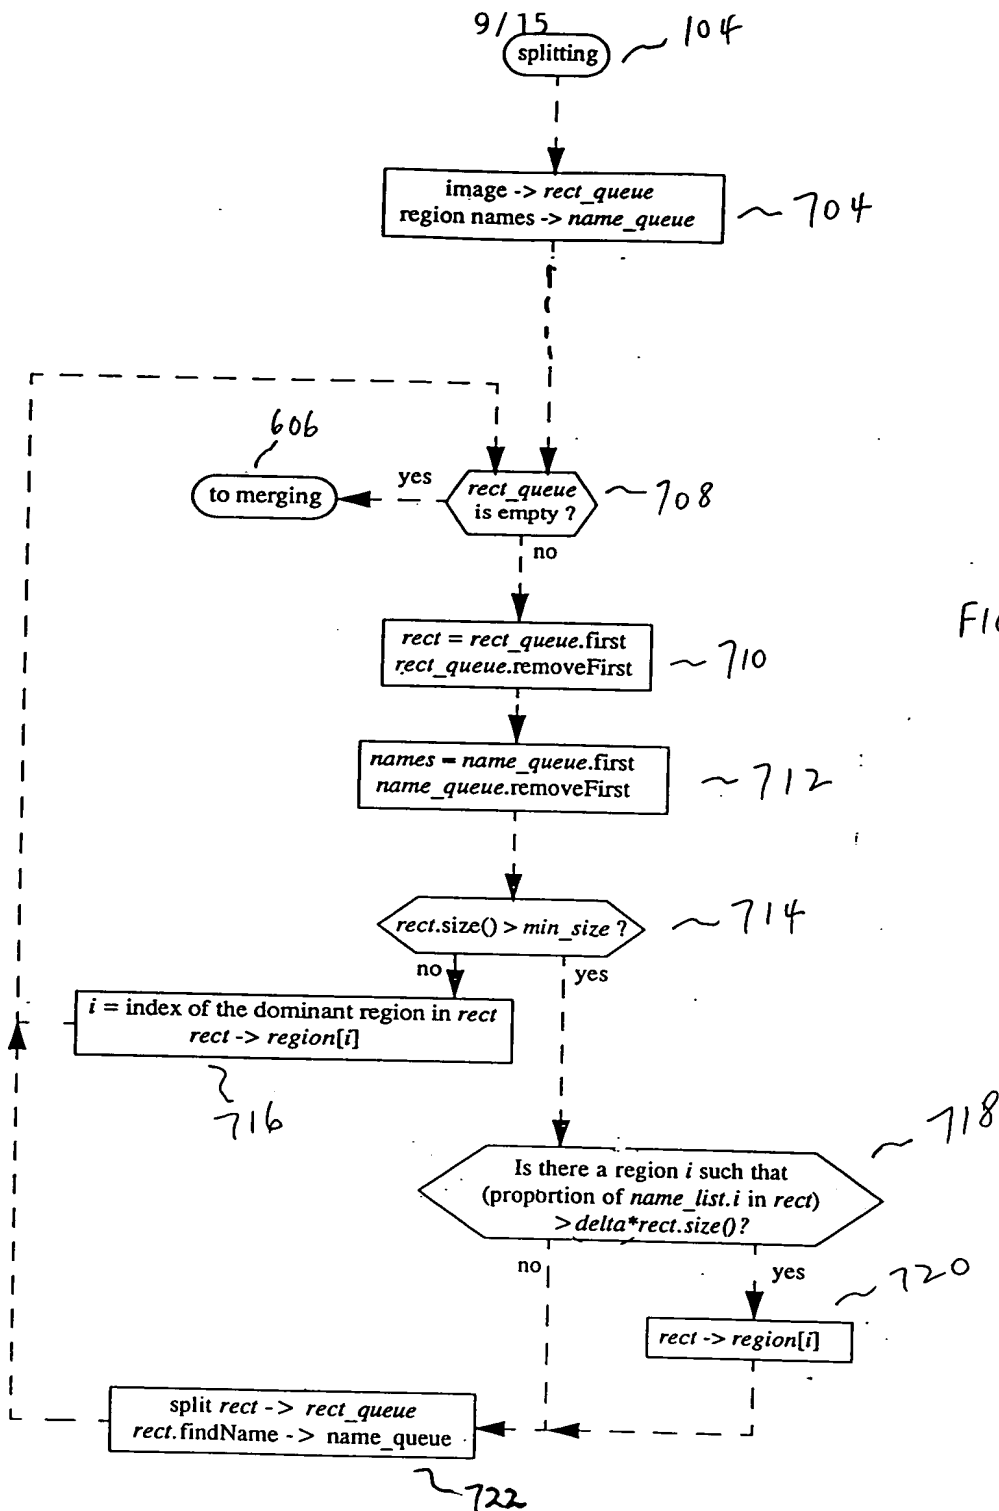 9/15
splitting
104
image -> rect_queue
region names -> name_queue
704
606
to merging
yes
rect_queue
is empty ?
708
no
FIG
rect = rect_queue.first
rect_queue.removeFirst
710
names = name_queue.first
name_queue.removeFirst
712
rect.size() > min_size ?
714
no
yes
i = index of the dominant region in rect
rect -> region[i]
716
718
Is there a region i such that
(proportion of name_list.i in rect)
> delta*rect.size()?
no
yes
720
rect -> region[i]
split rect -> rect_queue
rect.findName -> name_queue
722